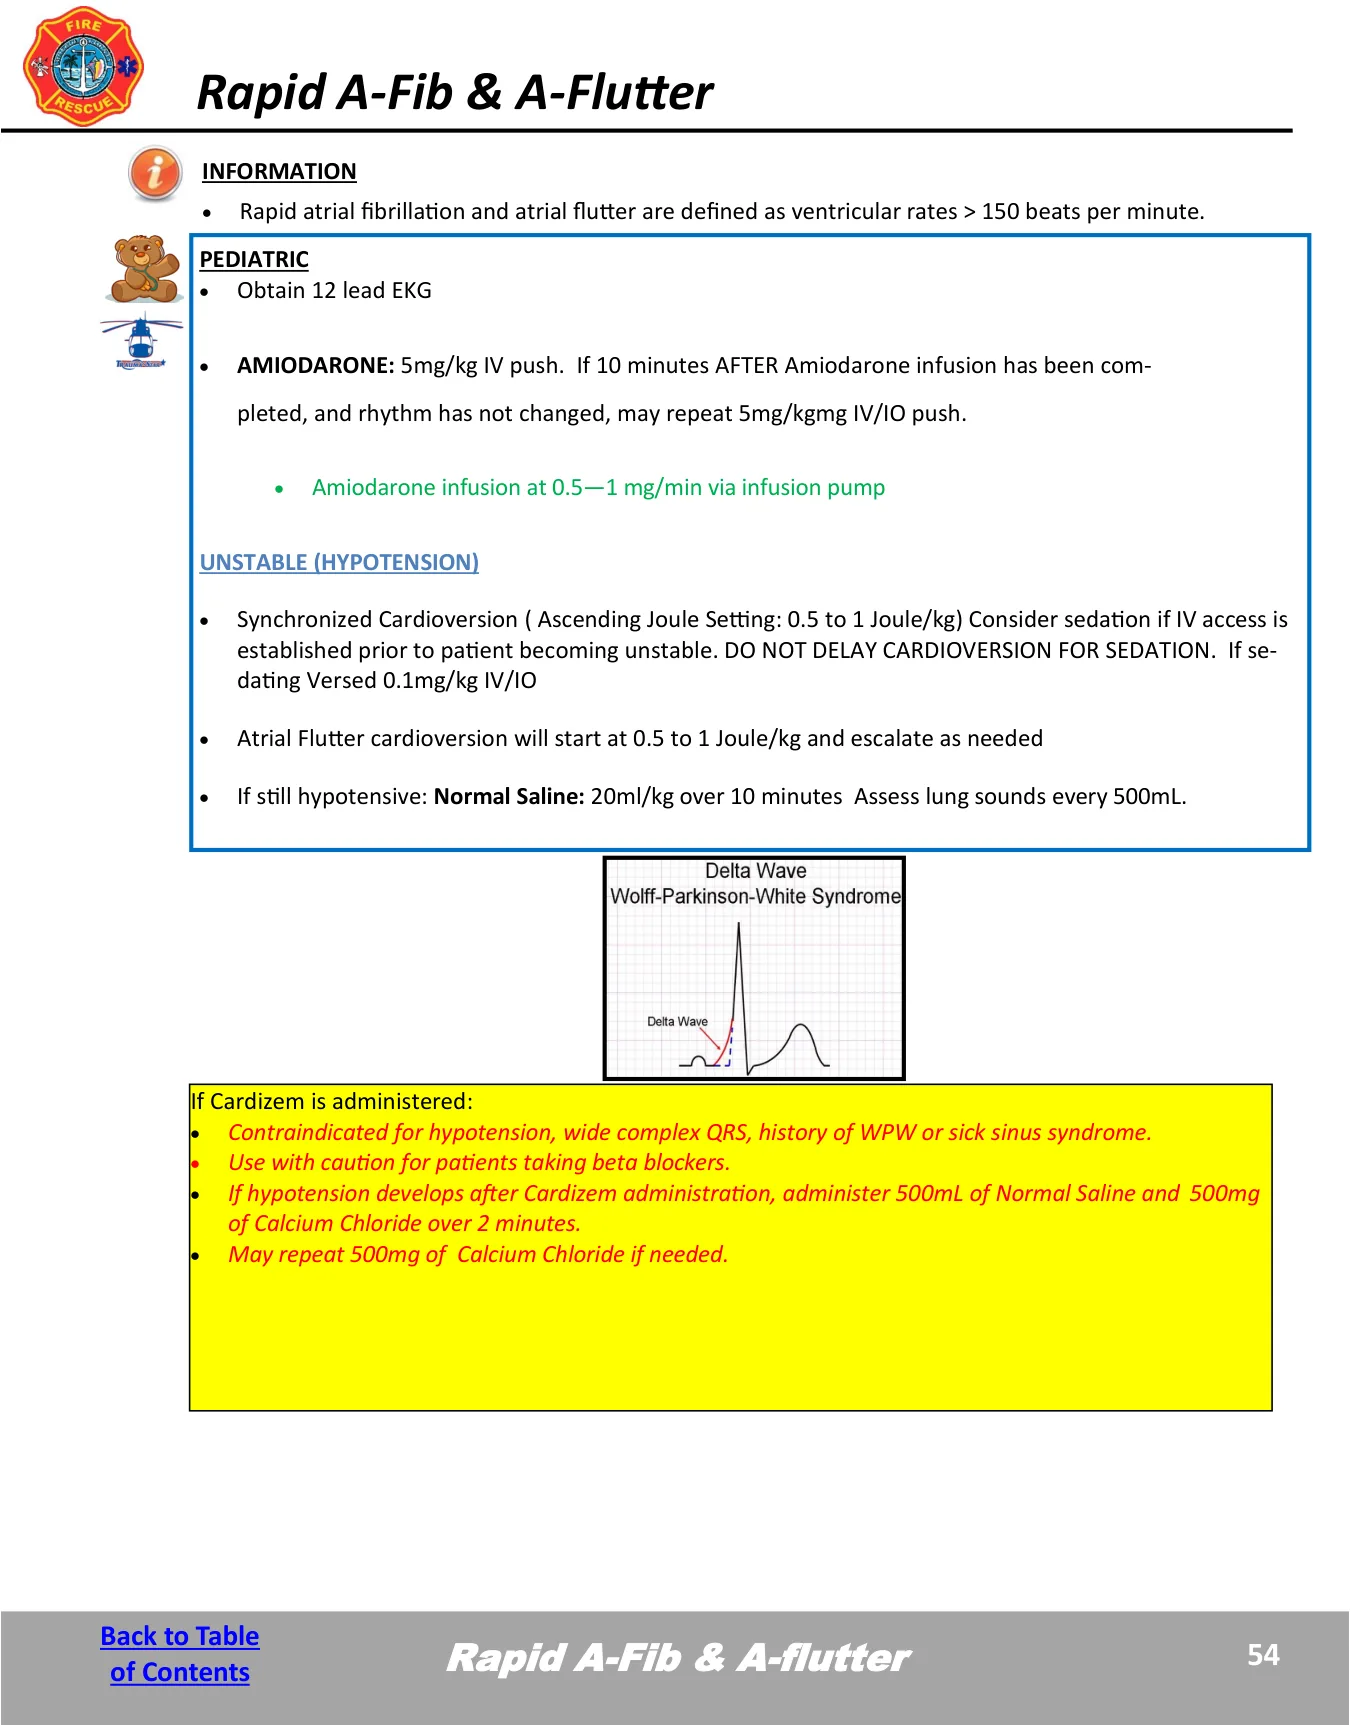 FIRE
RESCUE
Rapid A-Fib & A-Flutter
INFORMATION
• Rapid atrial fibrillation and atrial flutter are defined as ventricular rates > 150 beats per minute.
PEDIATRIC
• Obtain 12 lead EKG
• AMIODARONE: 5mg/kg IV push.  If 10 minutes AFTER Amiodarone infusion has been com-
pleted, and rhythm has not changed, may repeat 5mg/kgmg IV/IO push.
• Amiodarone infusion at 0.5—1 mg/min via infusion pump
UNSTABLE (HYPOTENSION)
• Synchronized Cardioversion ( Ascending Joule Setting: 0.5 to 1 Joule/kg) Consider sedation if IV access is
established prior to patient becoming unstable. DO NOT DELAY CARDIOVERSION FOR SEDATION.  If se-
dating Versed 0.1mg/kg IV/IO
• Atrial Flutter cardioversion will start at 0.5 to 1 Joule/kg and escalate as needed
• If still hypotensive: Normal Saline: 20ml/kg over 10 minutes  Assess lung sounds every 500mL.
Delta Wave
Wolff-Parkinson-White Syndrome
Delta Wave
If Cardizem is administered:
• Contraindicated for hypotension, wide complex QRS, history of WPW or sick sinus syndrome.
• Use with caution for patients taking beta blockers.
• If hypotension develops after Cardizem administration, administer 500mL of Normal Saline and  500mg
of Calcium Chloride over 2 minutes.
• May repeat 500mg of  Calcium Chloride if needed.
Back to Table
of Contents
Rapid A-Fib & A-flutter
54